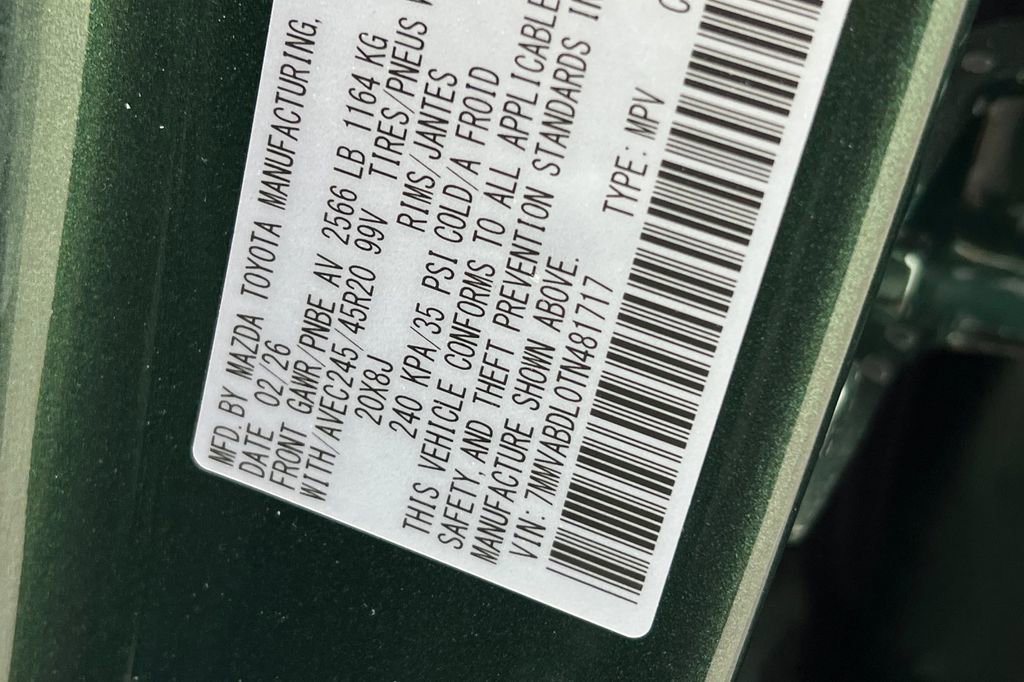 MFD. BY MAZDA TOYOTA MANUFACTURING,
DATE 02/26
FRONT GAWR/PNBE AV 2566 LB 1164 KG
WITH/AVEC245/45R20 99V TIRES/PNEUS
20X8J RIMS/JANTES
240 KPA/35 PSI COLD/A FROID
THIS VEHICLE CONFORMS TO ALL APPLICABLE
SAFETY, AND THEFT PREVENTION STANDARDS IN
MANUFACTURE SHOWN ABOVE.
VIN: 7MMVABDL0TN481717 TYPE: MPV C